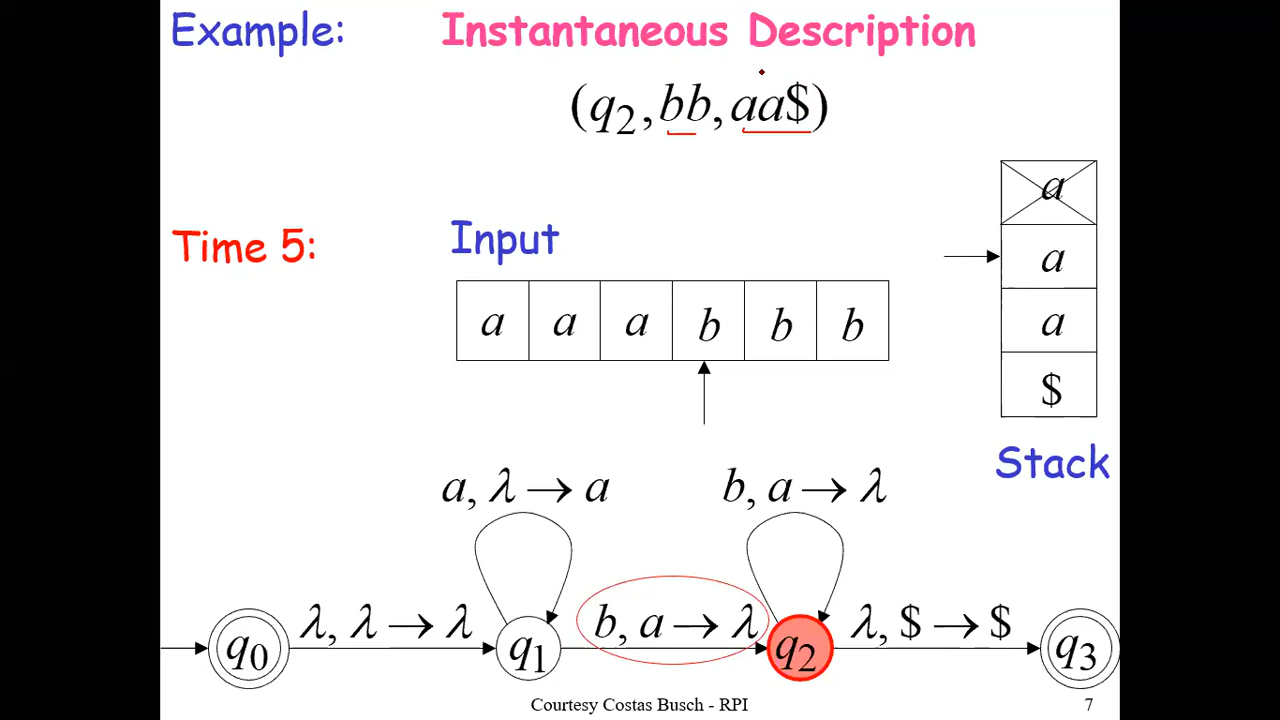 Example: Instantaneous Description
(q2, bb, aa$)
Time 5:
Input
a a a b b b
a
a
a
$
Stack
a, λ → a
b, a → λ
λ, λ → λ
b, a → λ
λ, $ → $
q0 q1 q2 q3
Courtesy Costas Busch - RPI 7